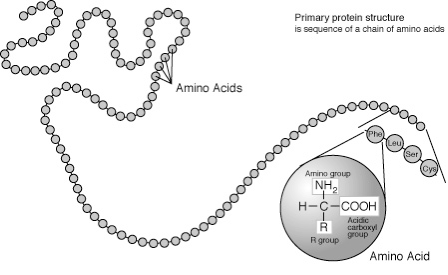 Primary protein structure
is sequence of a chain of amino acids
Amino Acids
Phe
Leu
Ser
Cys
Amino group
NH2
H C COOH
Acidic
carboxyl
group
R
R group
Amino Acid